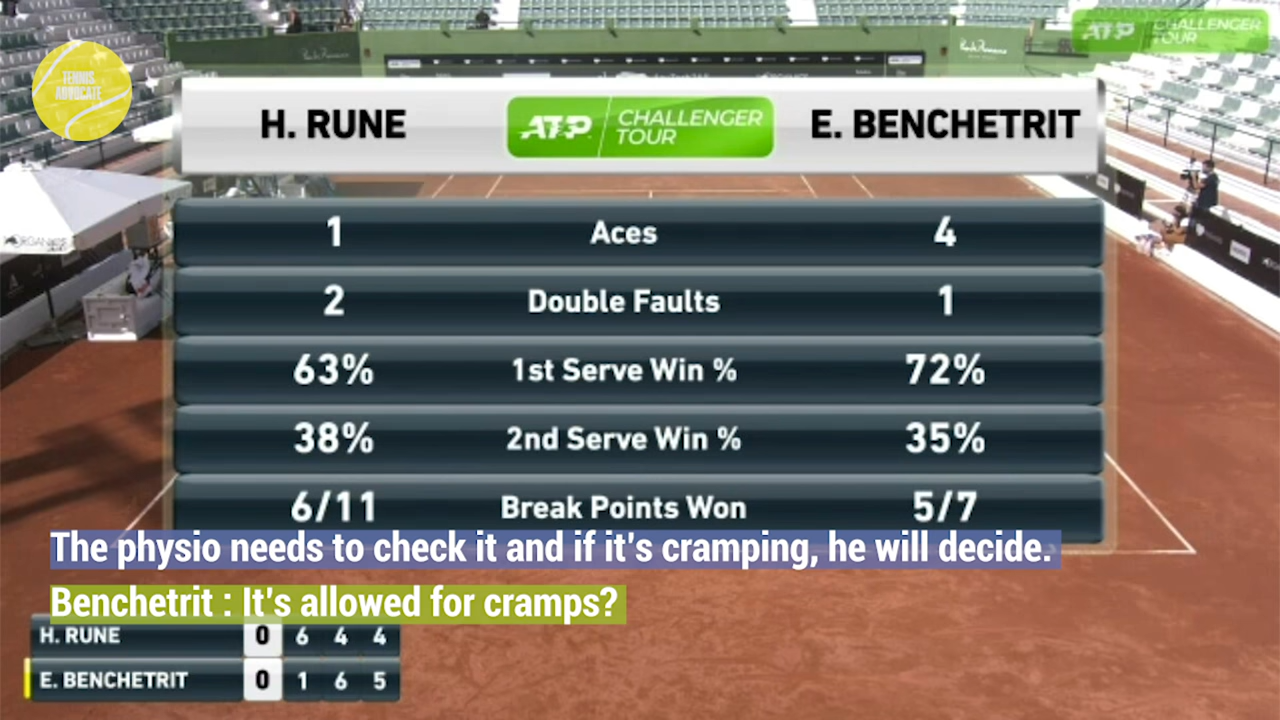 TENNIS
ADVOCATE
ATP CHALLENGER
TOUR
H. RUNE
ATP CHALLENGER
TOUR
E. BENCHETRIT
1 Aces 4
2 Double Faults 1
63% 1st Serve Win % 72%
38% 2nd Serve Win % 35%
6/11 Break Points Won 5/7
The physio needs to check it and if it's cramping, he will decide.
Benchetrit : It's allowed for cramps?
H. RUNE 0 6 4 4
E. BENCHETRIT 0 1 6 5